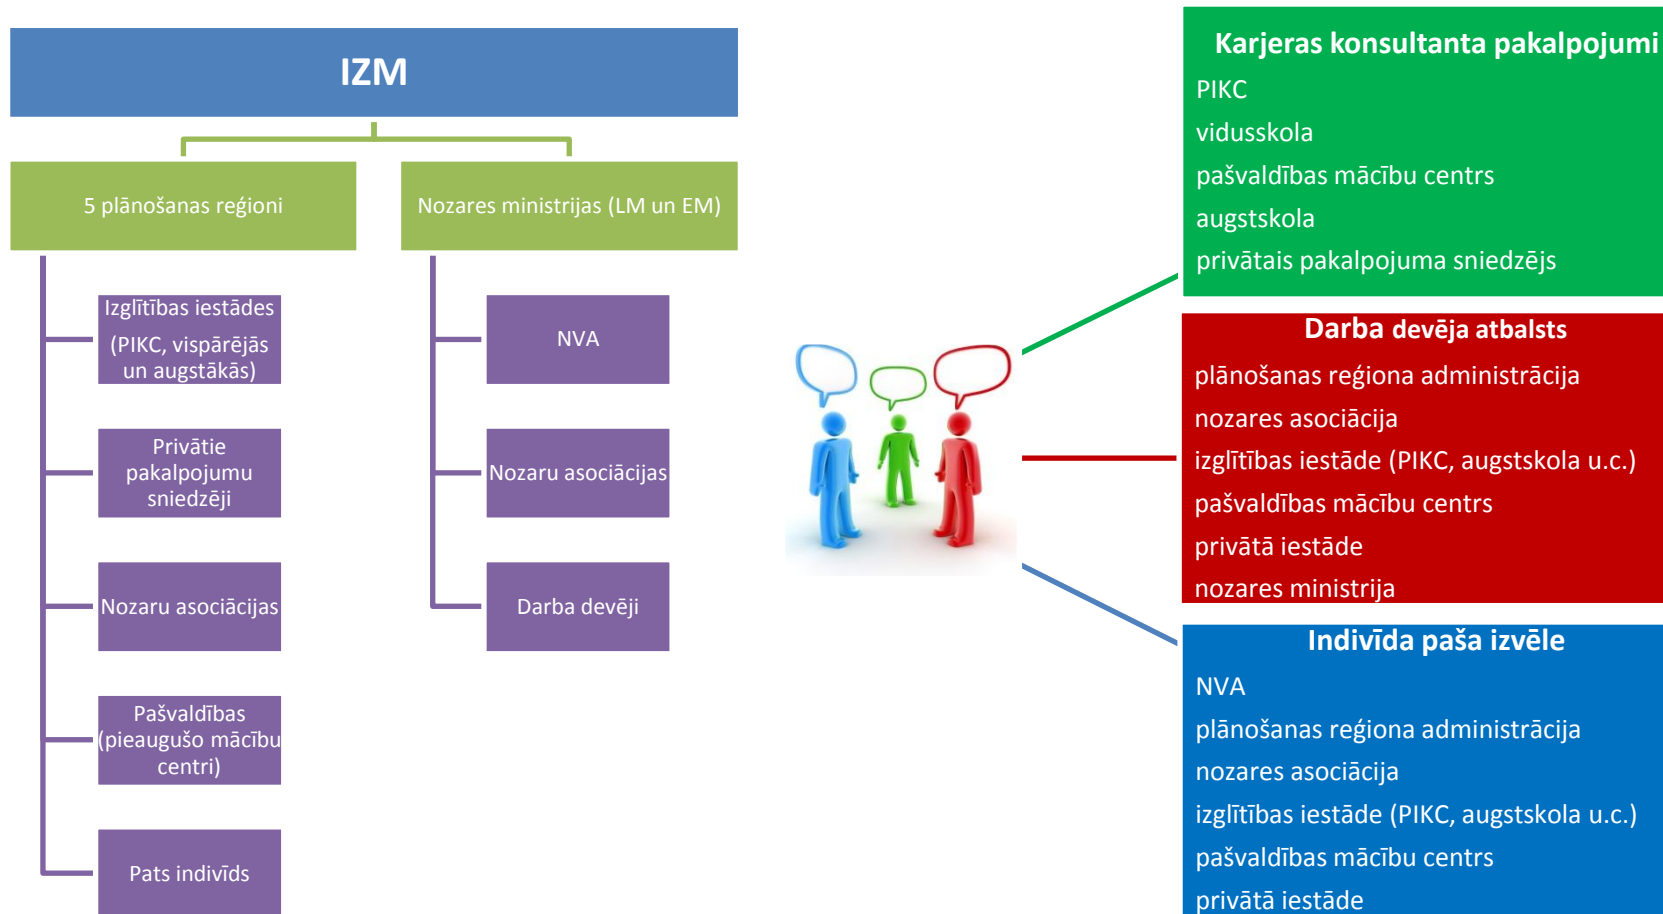 IZM
5 plānošanas reģioni
Nozares ministrijas (LM un EM)
Izglītības iestādes
(PIKC, vispārējās
un augstākās)
Privātie
pakalpojumu
sniedzēji
Nozaru asociācijas
Pašvaldības
(pieaugušo mācību
centri)
Pats indivīds
NVA
Nozaru asociācijas
Darba devēji
Karjeras konsultanta pakalpojumi
PIKC
vidusskola
pašvaldības mācību centrs
augstskola
privātais pakalpojuma sniedzējs
Darba devēja atbalsts
plānošanas reģiona administrācija
nozares asociācija
izglītības iestāde (PIKC, augstskola u.c.)
pašvaldības mācību centrs
privātā iestāde
nozares ministrija
Indivīda paša izvēle
NVA
plānošanas reģiona administrācija
nozares asociācija
izglītības iestāde (PIKC, augstskola u.c.)
pašvaldības mācību centrs
privātā iestāde